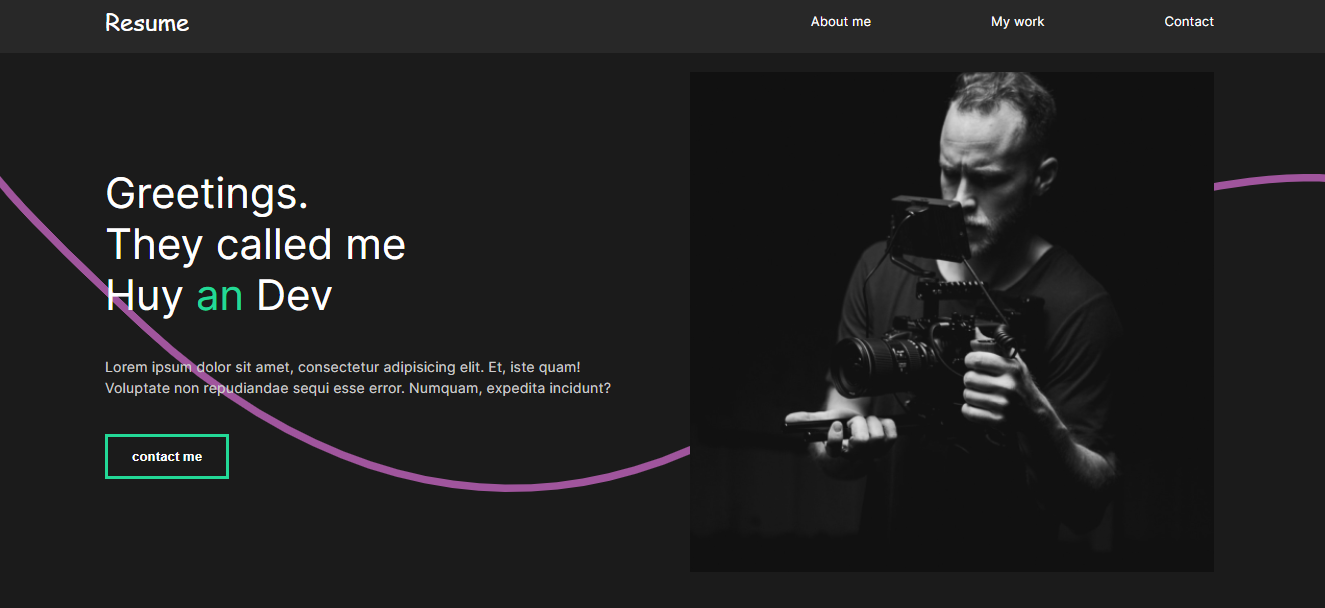 Resume
About me
My work
Contact
Greetings.
They called me
Huy an Dev
Lorem ipsum dolor sit amet, consectetur adipisicing elit. Et, iste quam!
Voluptate non repudiandae sequi esse error. Numquam, expedita incidunt?
contact me